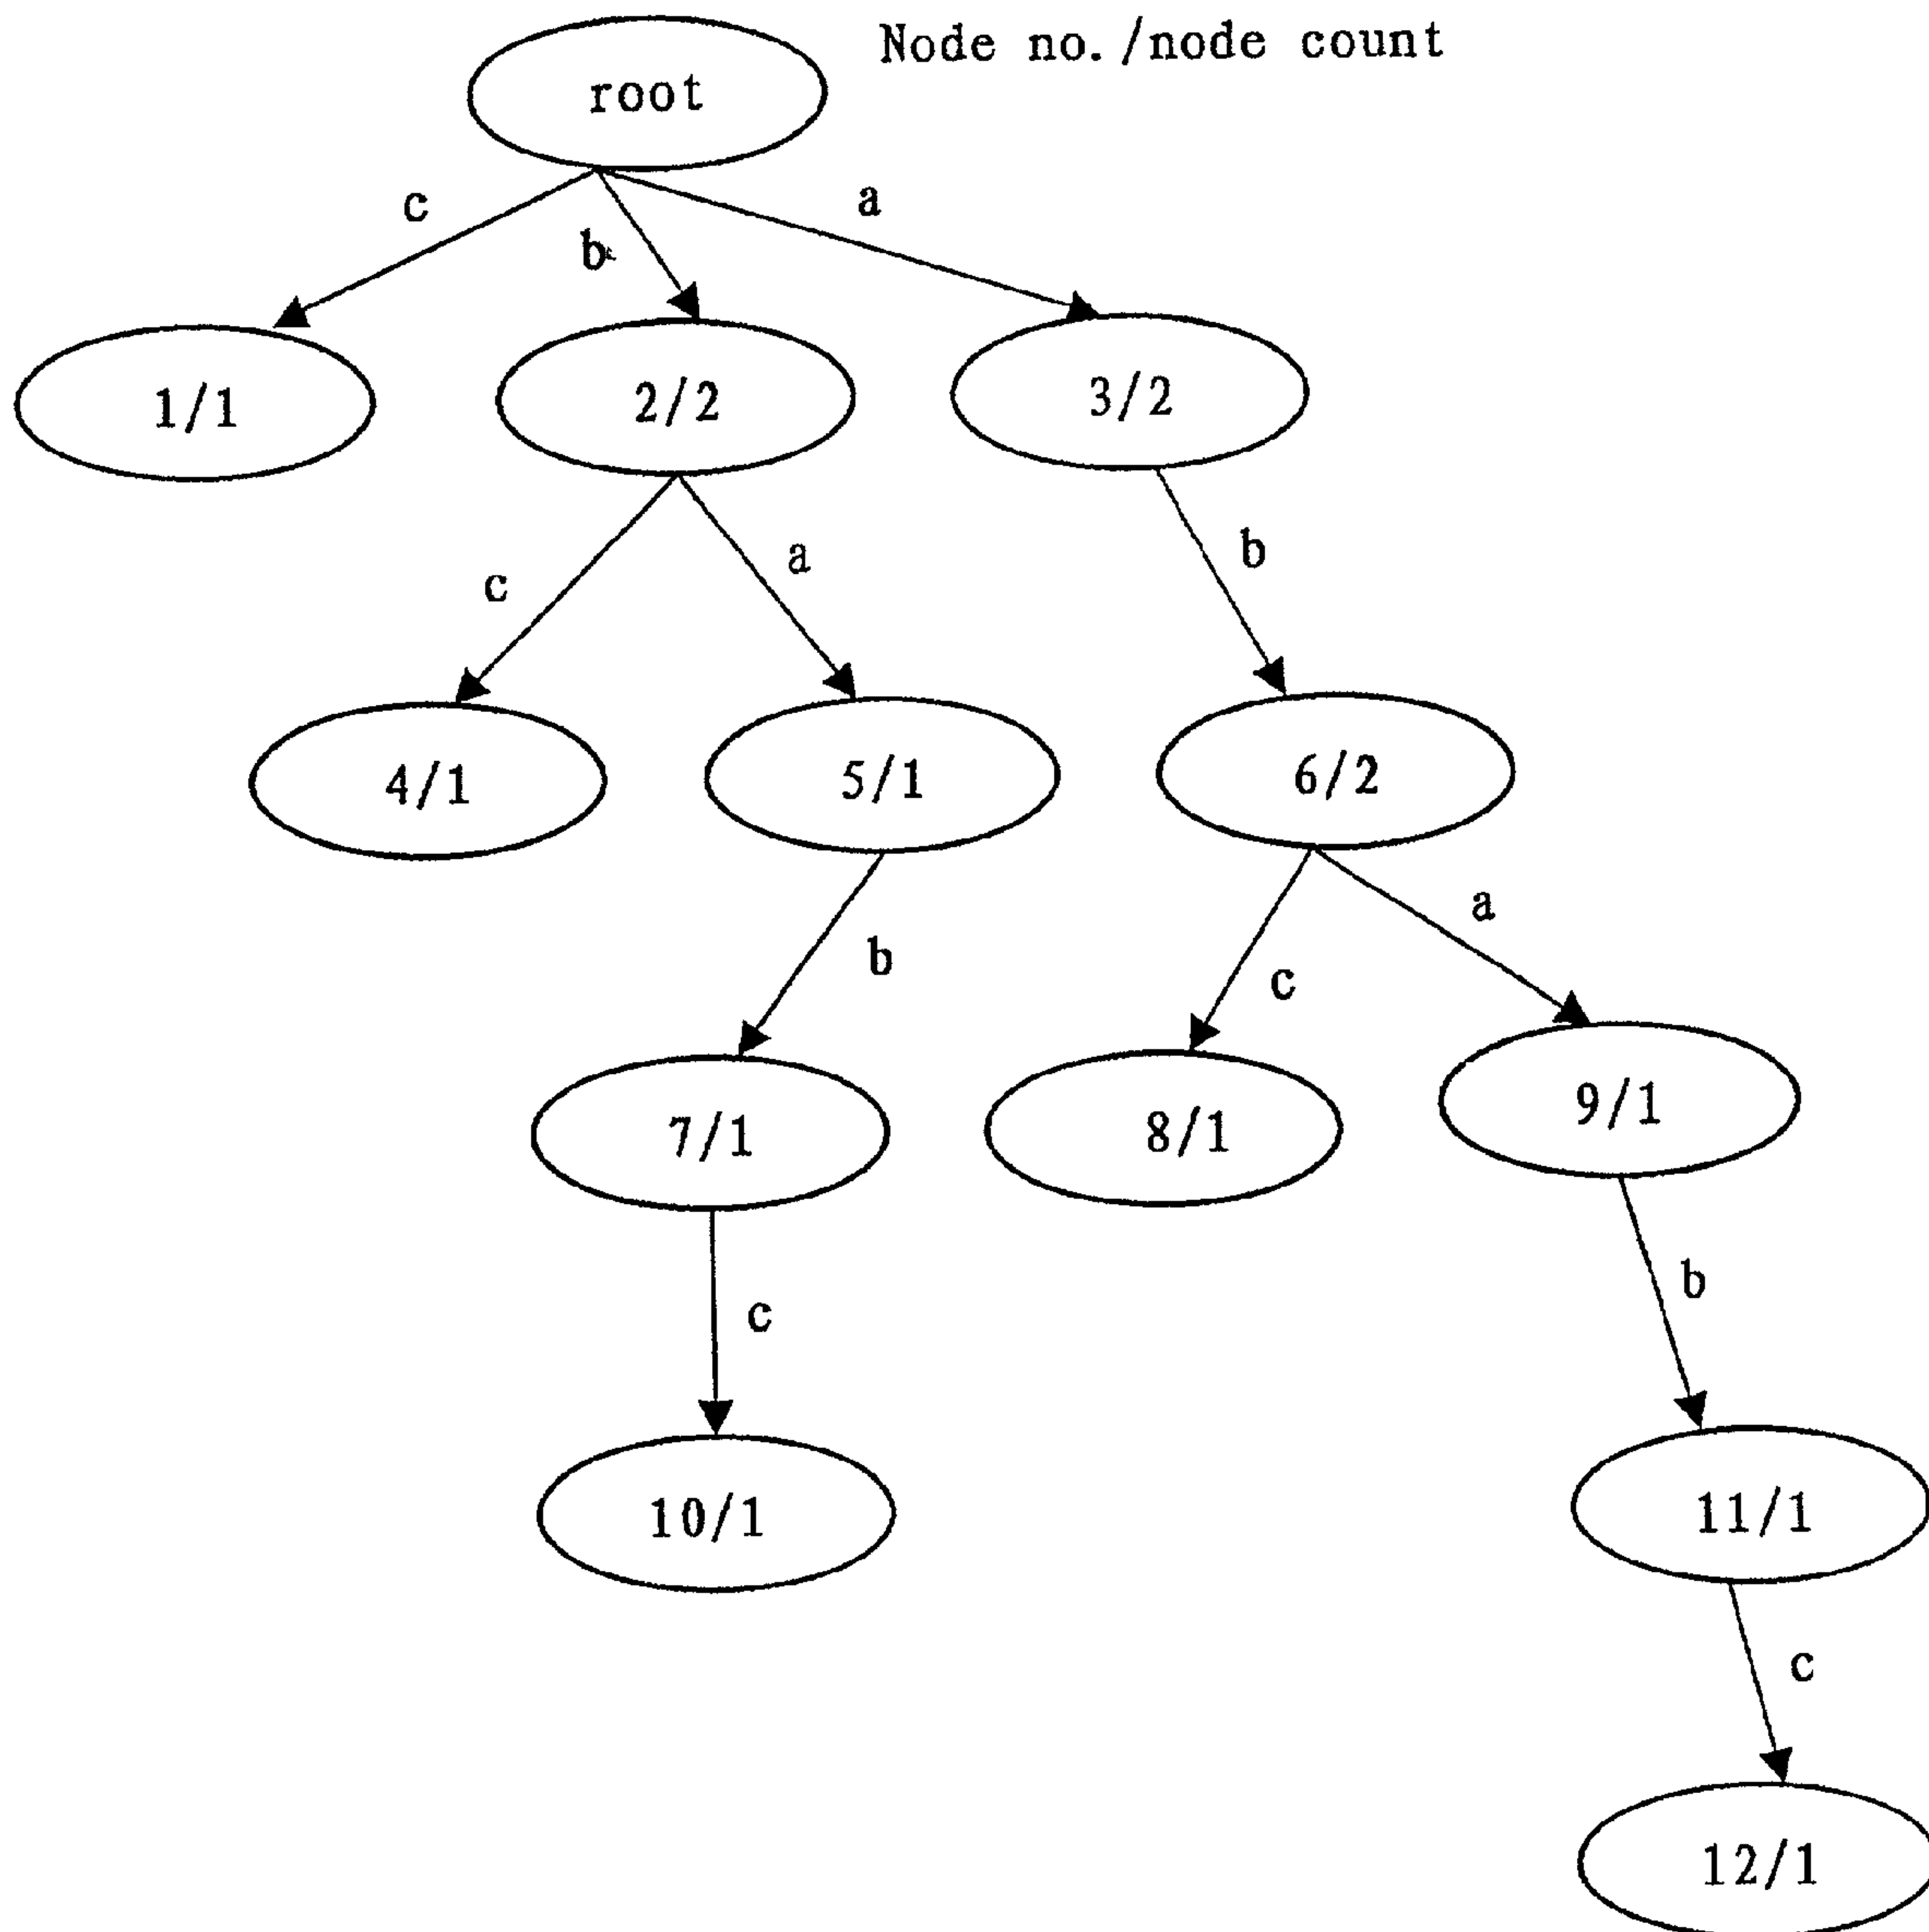 Node no./node count
root
c
b
a
1/1
2/2
3/2
c
a
b
4/1
5/1
6/2
b
c
a
7/1
8/1
9/1
c
b
10/1
11/1
c
12/1